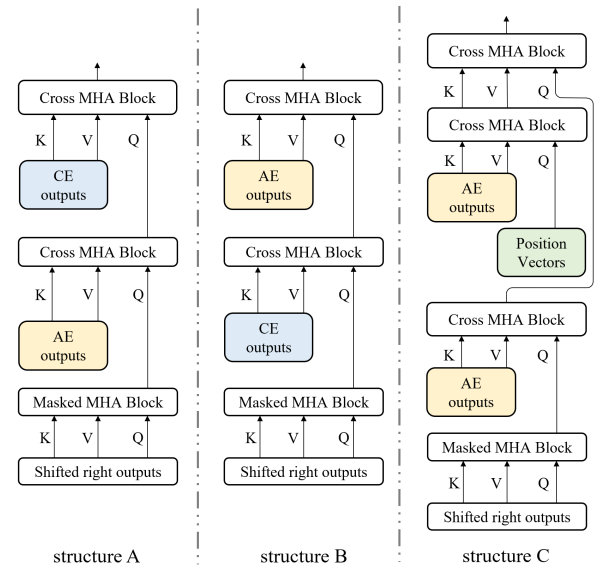 Cross MHA Block
K V Q
CE
outputs
Cross MHA Block
K V Q
AE
outputs
Masked MHA Block
K V Q
Shifted right outputs
structure A
Cross MHA Block
K V Q
AE
outputs
Cross MHA Block
K V Q
CE
outputs
Masked MHA Block
K V Q
Shifted right outputs
structure B
Cross MHA Block
K V Q
Cross MHA Block
K V Q
AE
outputs
Position
Vectors
Cross MHA Block
K V Q
AE
outputs
Masked MHA Block
K V Q
Shifted right outputs
structure C